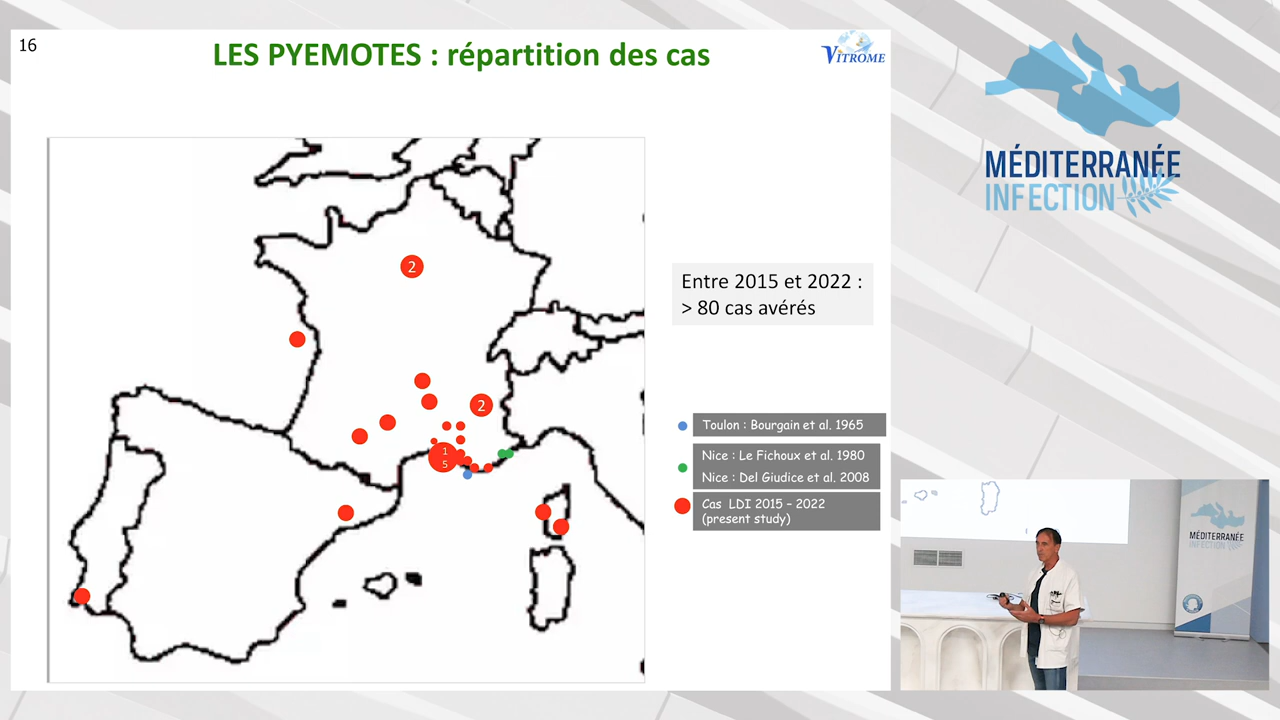 16
LES PYEMOTES : répartition des cas
VITROME
MÉDITERRANÉE
INFECTION
2
Entre 2015 et 2022 :
> 80 cas avérés
2
1
5
Toulon : Bourgain et al. 1965
Nice : Le Fichoux et al. 1980
Nice : Del Giudice et al. 2008
Cas LDI 2015 – 2022
(present study)
MÉDITERRANÉE
INFECTION